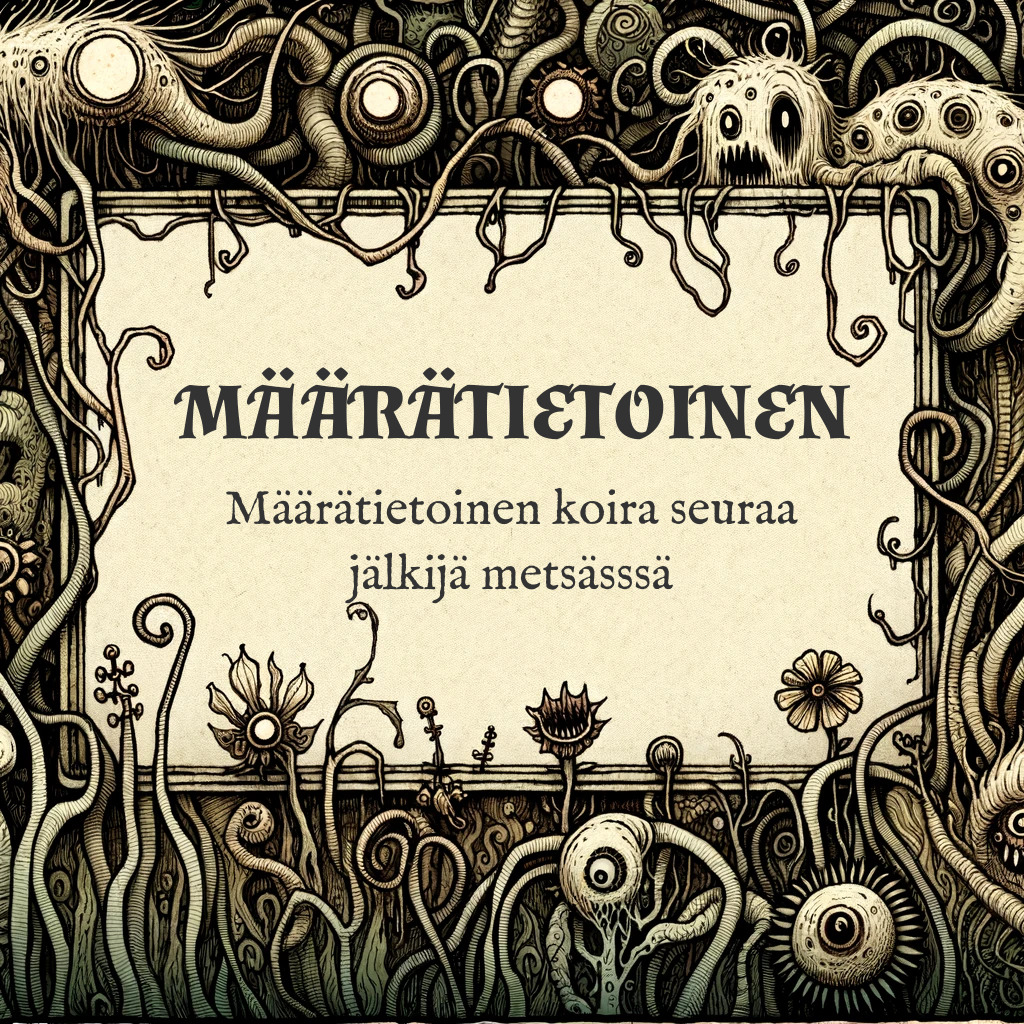 MÄÄRÄTIETOINEN
Määrätietoinen koira seuraa
jälkijä metsässsä